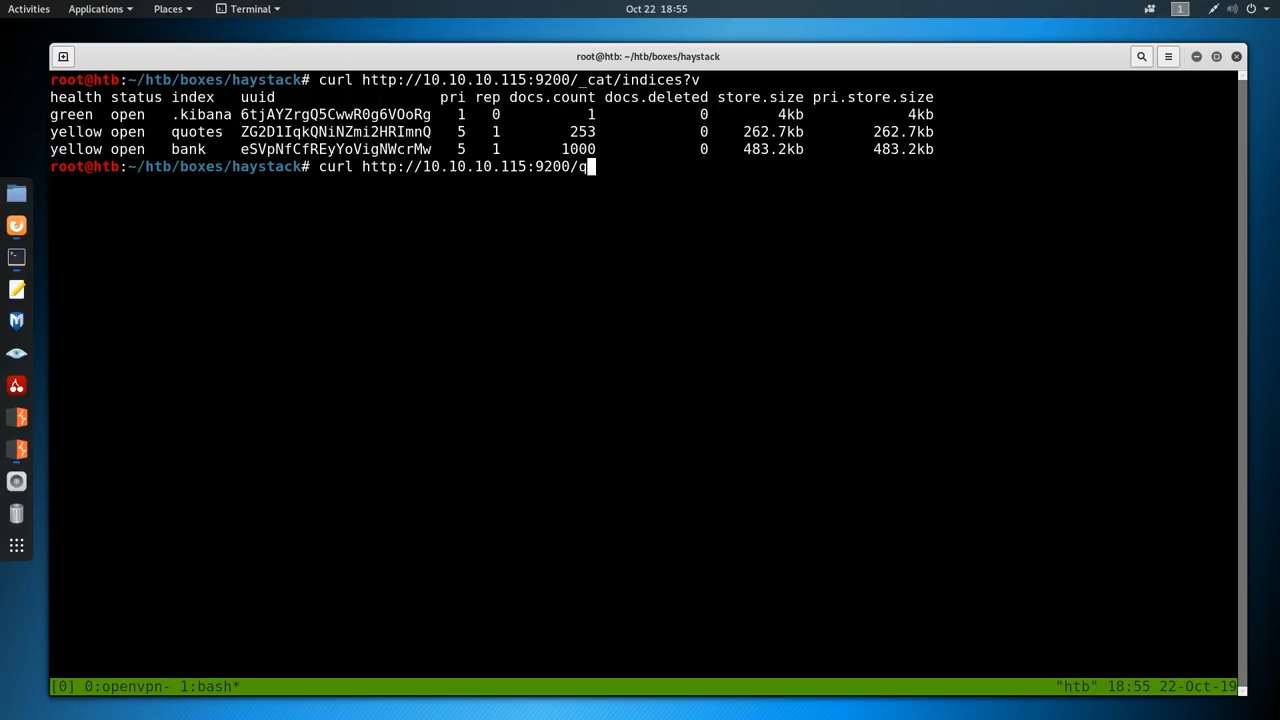 Activities Applications Places Terminal Oct 22 18:55 1
root@htb: ~/htb/boxes/haystack
root@htb:~/htb/boxes/haystack# curl http://10.10.10.115:9200/_cat/indices?v
health status index uuid pri rep docs.count docs.deleted store.size pri.store.size
green open .kibana 6tjAYZrgQ5CwwR0g6VOoRg 1 0 1 0 4kb 4kb
yellow open quotes ZG2D1IqkQNiNZmi2HRImnQ 5 1 253 0 262.7kb 262.7kb
yellow open bank eSVpNfCfREyYoVigNWcrMw 5 1 1000 0 483.2kb 483.2kb
root@htb:~/htb/boxes/haystack# curl http://10.10.10.115:9200/q
[0] 0:openvpn- 1:bash* "htb" 18:55 22-Oct-19